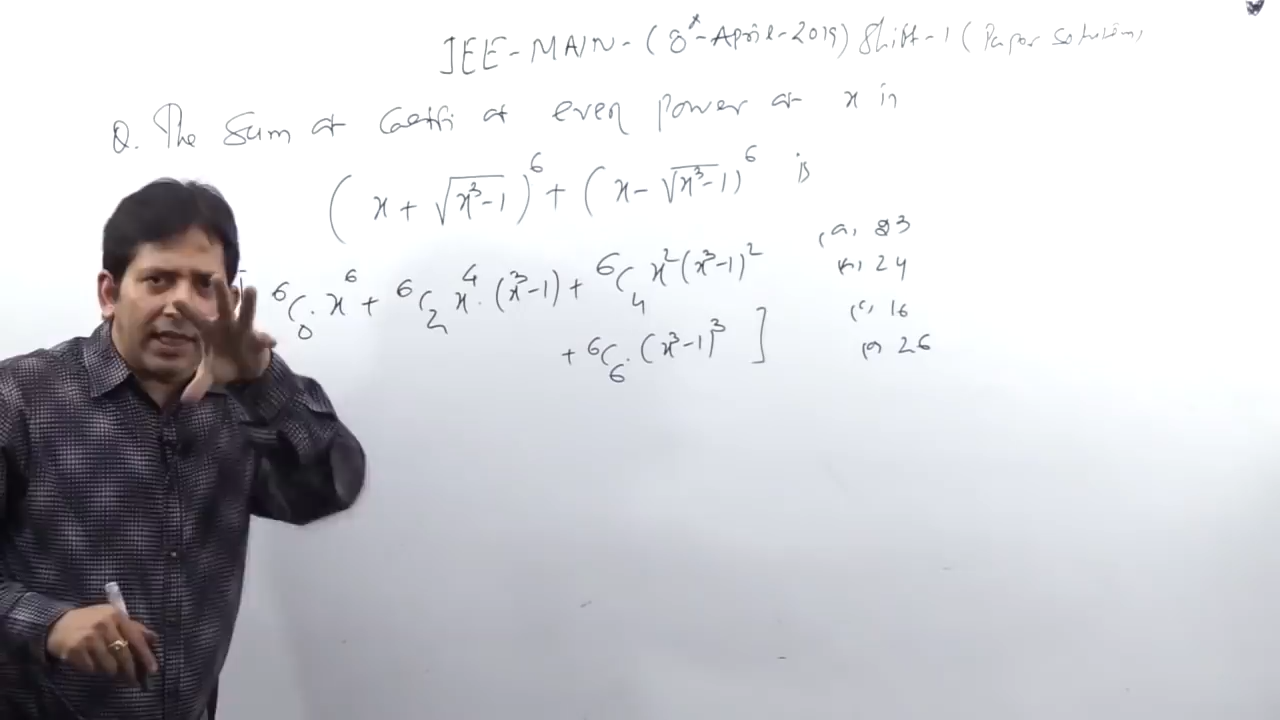 JEE-MAIN-(8-April-2019) Shift-1 (Paper solution)
Q. The Sum of Coeffi of even power of x in
(x + √(x³-1))⁶ + (x - √(x³-1))⁶ is
⁶C₀.x⁶ + ⁶C₂ x⁴.(x³-1) + ⁶C₄ x²(x³-1)²
+ ⁶C₆.(x³-1)³ ]
(a) 23
(b) 24
(c) 16
(d) 26